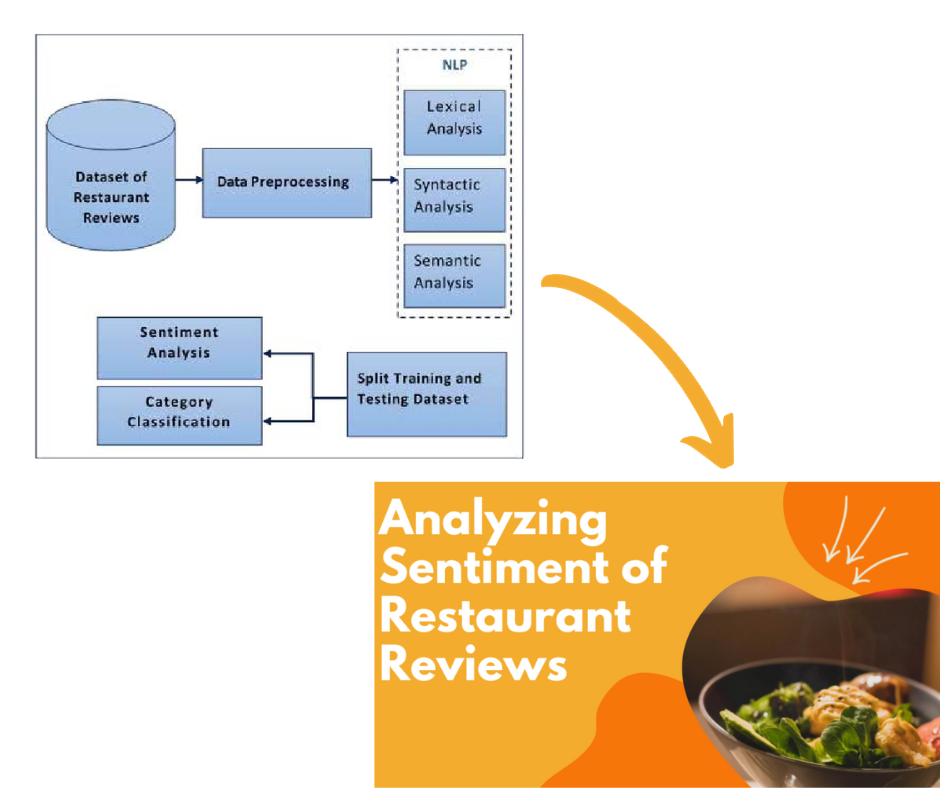 NLP
Lexical
Analysis
Dataset of
Restaurant
Reviews
Data Preprocessing
Syntactic
Analysis
Semantic
Analysis
Sentiment
Analysis
Category
Classification
Split Training and
Testing Dataset
Analyzing
Sentiment of
Restaurant
Reviews